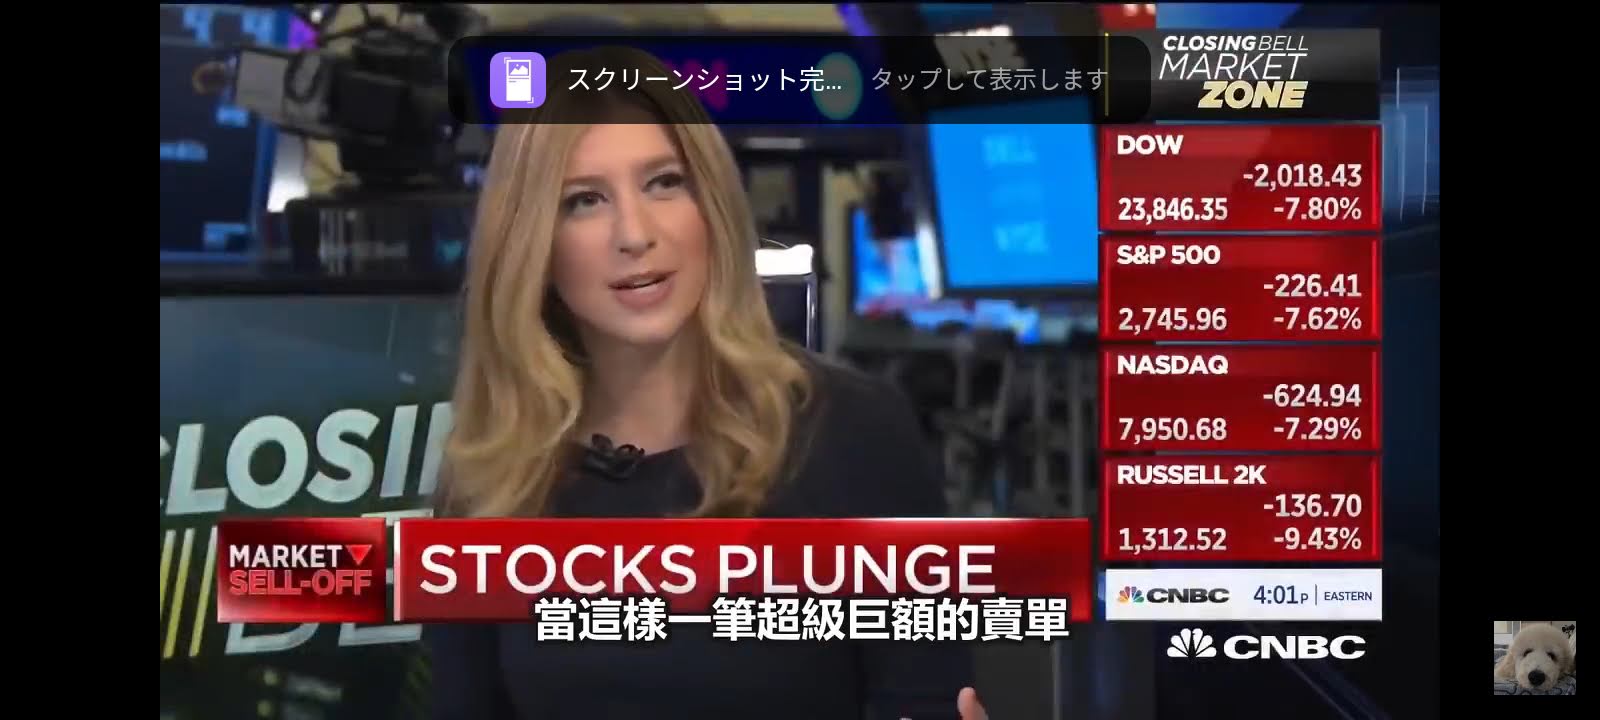 スクリーンショット完... タップして表示します
CLOSING BELL
MARKET
ZONE
DOW
-2,018.43
23,846.35 -7.80%
S&P 500
-226.41
2,745.96 -7.62%
NASDAQ
-624.94
7,950.68 -7.29%
RUSSELL 2K
-136.70
1,312.52 -9.43%
CNBC 4:01P | EASTERN
CNBC
CLOSI
MARKET
SELL-OFF
STOCKS PLUNGE
當這樣一筆超級巨額的賣單